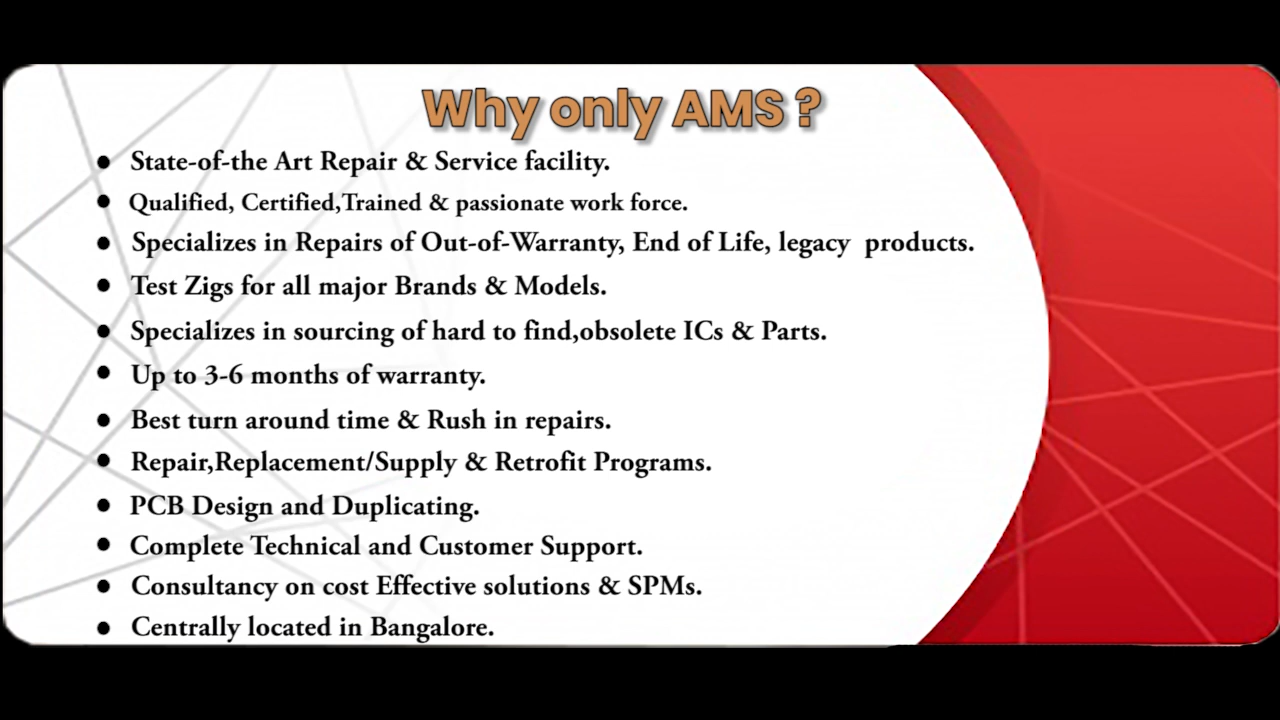 Why only AMS ?
• State-of-the Art Repair & Service facility.
• Qualified, Certified,Trained & passionate work force.
• Specializes in Repairs of Out-of-Warranty, End of Life, legacy  products.
• Test Zigs for all major Brands & Models.
• Specializes in sourcing of hard to find,obsolete ICs & Parts.
• Up to 3-6 months of warranty.
• Best turn around time & Rush in repairs.
• Repair,Replacement/Supply & Retrofit Programs.
• PCB Design and Duplicating.
• Complete Technical and Customer Support.
• Consultancy on cost Effective solutions & SPMs.
• Centrally located in Bangalore.